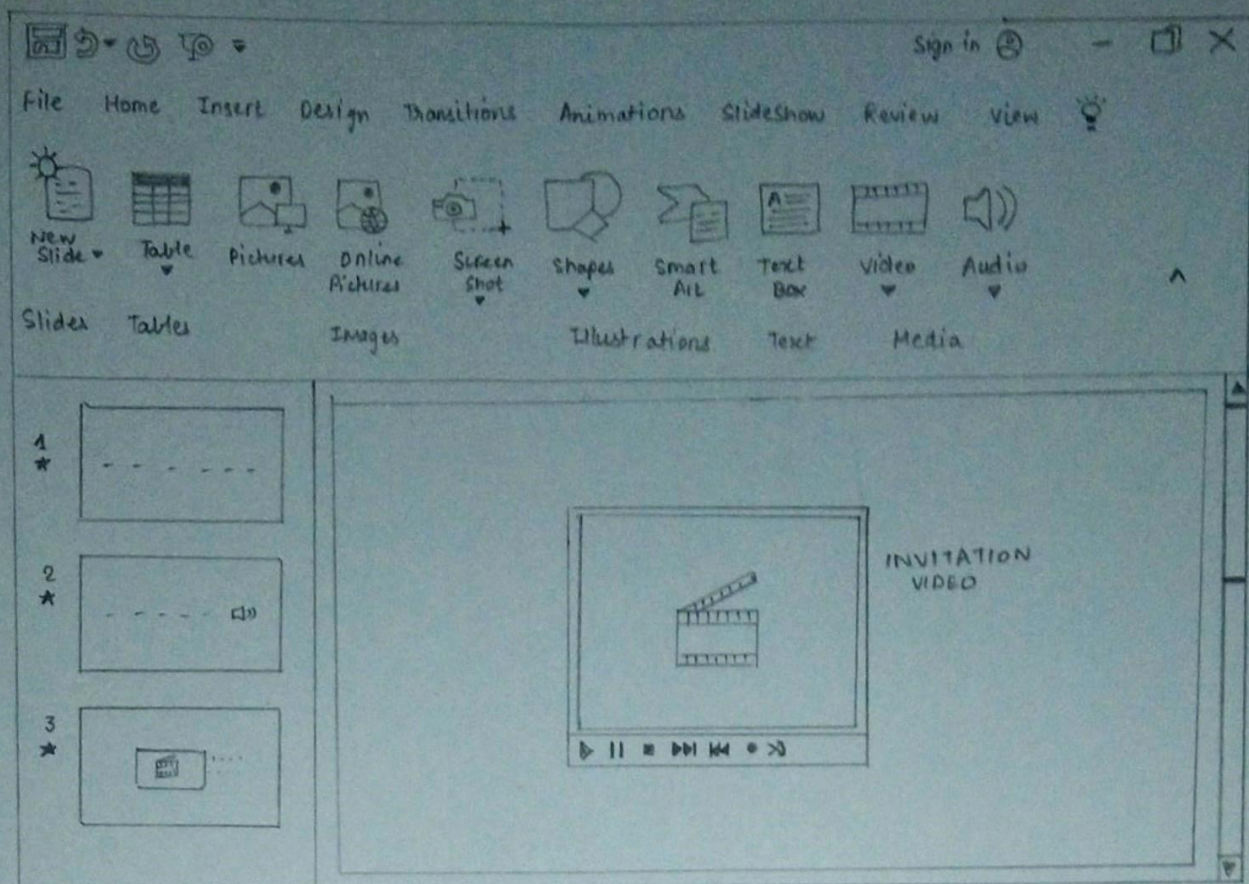 Sign in
File Home Insert Design Transitions Animations SlideShow Review View
New
Slide
Table
Pictures
Online
Pictures
Screen
Shot
Shapes
Smart
Art
Text
Box
Video
Audio
Slides Tables Images Illustrations Text Media
1
2
3
INVITATION
VIDEO